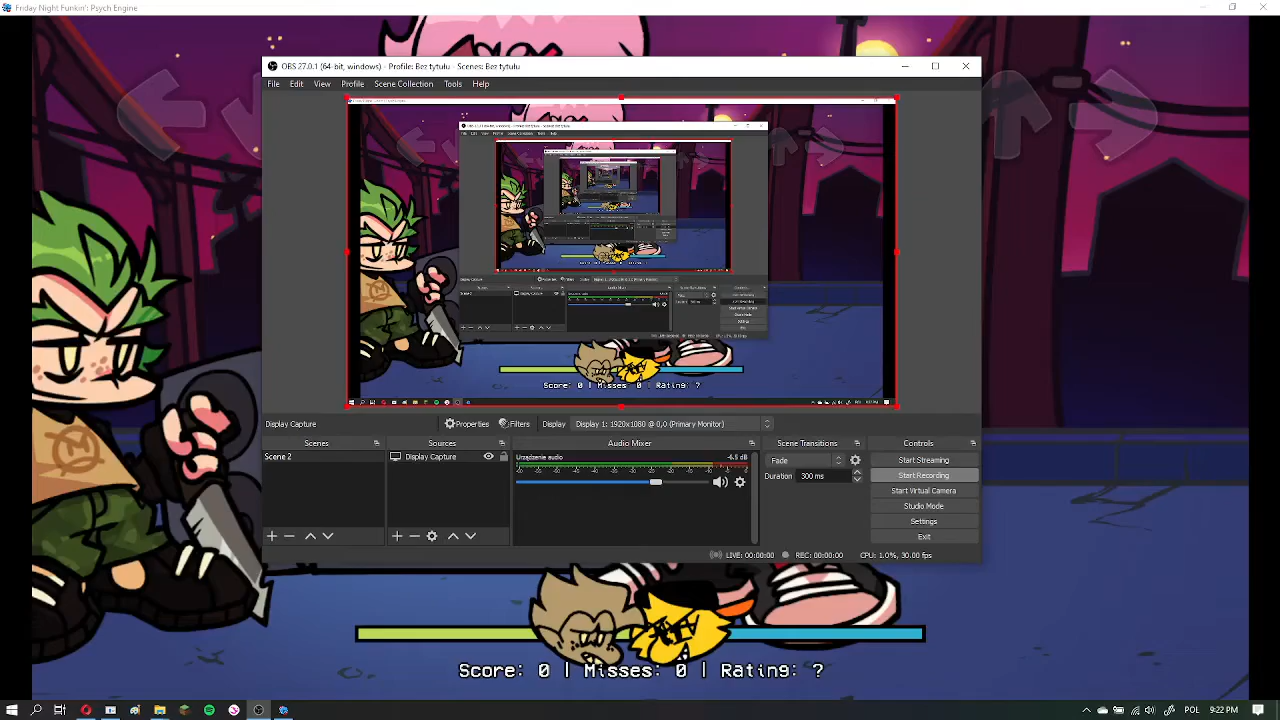 Friday Night Funkin': Psych Engine
OBS 27.0.1 (64-bit, windows) - Profile: Bez tytułu - Scenes: Bez tytułu
File Edit View Profile Scene Collection Tools Help
Score: 0 | Misses: 0 | Rating: ?
Display Capture
Properties Filters Display Display 1: 1920x1080 @ 0,0 (Primary Monitor)
Scenes Sources Audio Mixer Scene Transitions Controls
Scene 2
Display Capture
Urządzenie audio -4.5 dB
Fade
Duration 300 ms
Start Streaming
Start Recording
Start Virtual Camera
Studio Mode
Settings
Exit
LIVE: 00:00:00 REC: 00:00:00 CPU: 1.0%, 30.00 fps
Score: 0 | Misses: 0 | Rating: ?
POL 9:22 PM